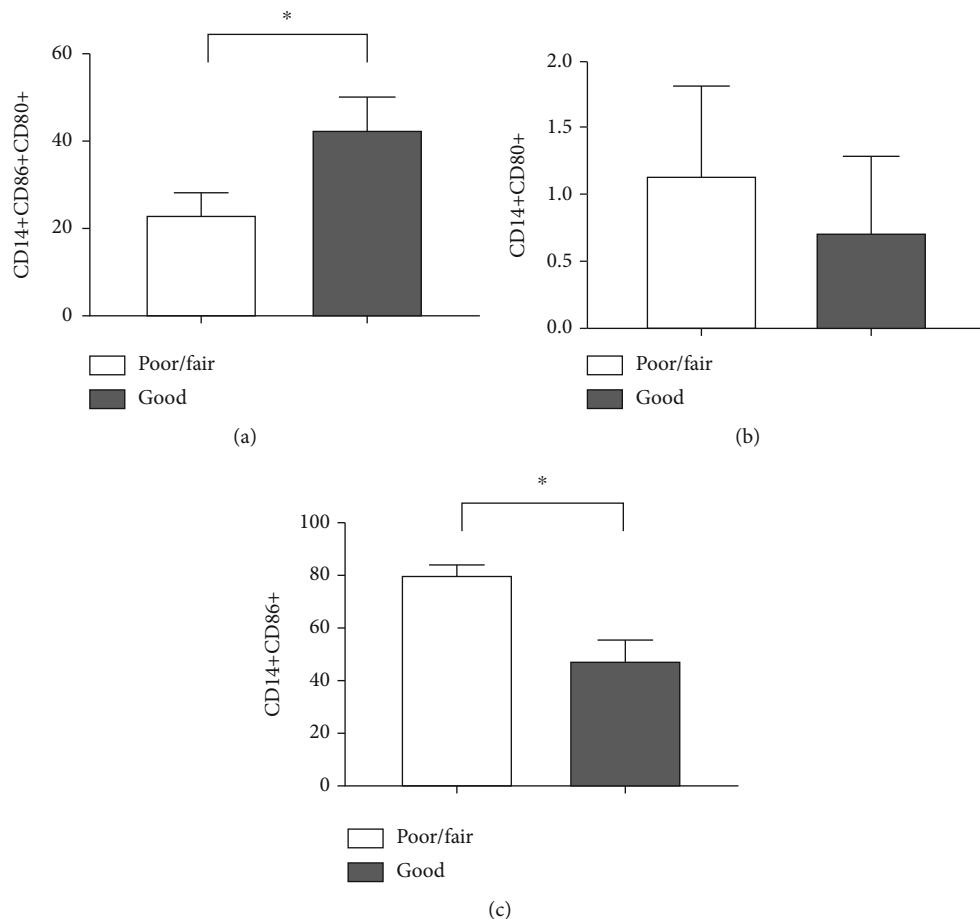 *
60
40
20
0
CD14+CD86+CD80+
Poor/fair
Good
(a)
2.0
1.5
1.0
0.5
0.0
CD14+CD80+
Poor/fair
Good
(b)
*
100
80
60
40
20
0
CD14+CD86+
Poor/fair
Good
(c)